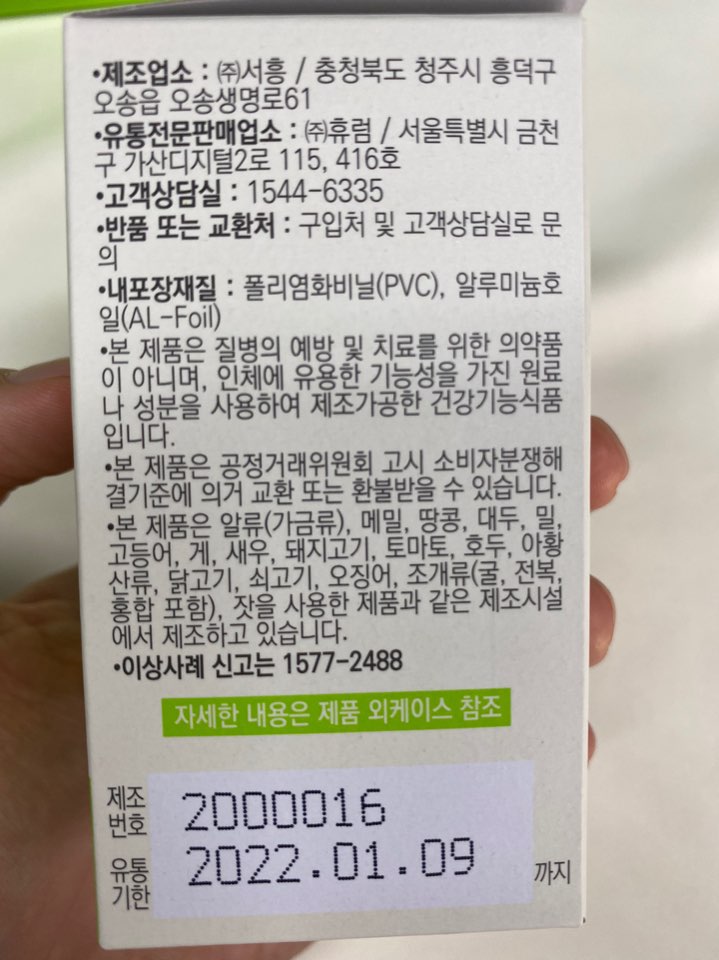 •제조업소 : ㈜서흥 / 충청북도 청주시 흥덕구
오송읍 오송생명로61
•유통전문판매업소 : ㈜휴럼 / 서울특별시 금천
구 가산디지털2로 115, 416호
•고객상담실 : 1544-6335
•반품 또는 교환처 : 구입처 및 고객상담실로 문
의
•내포장재질 : 폴리염화비닐(PVC), 알루미늄호
일(AL-Foil)
•본 제품은 질병의 예방 및 치료를 위한 의약품
이 아니며, 인체에 유용한 기능성을 가진 원료
나 성분을 사용하여 제조가공한 건강기능식품
입니다.
•본 제품은 공정거래위원회 고시 소비자분쟁해
결기준에 의거 교환 또는 환불받을 수 있습니다.
•본 제품은 알류(가금류), 메밀, 땅콩, 대두, 밀,
고등어, 게, 새우, 돼지고기, 토마토, 호두, 아황
산류, 닭고기, 쇠고기, 오징어, 조개류(굴, 전복,
홍합 포함), 잣을 사용한 제품과 같은 제조시설
에서 제조하고 있습니다.
•이상사례 신고는 1577-2488
자세한 내용은 제품 외케이스 참조
제조
번호
2000016
유통
기한
2022.01.09 까지